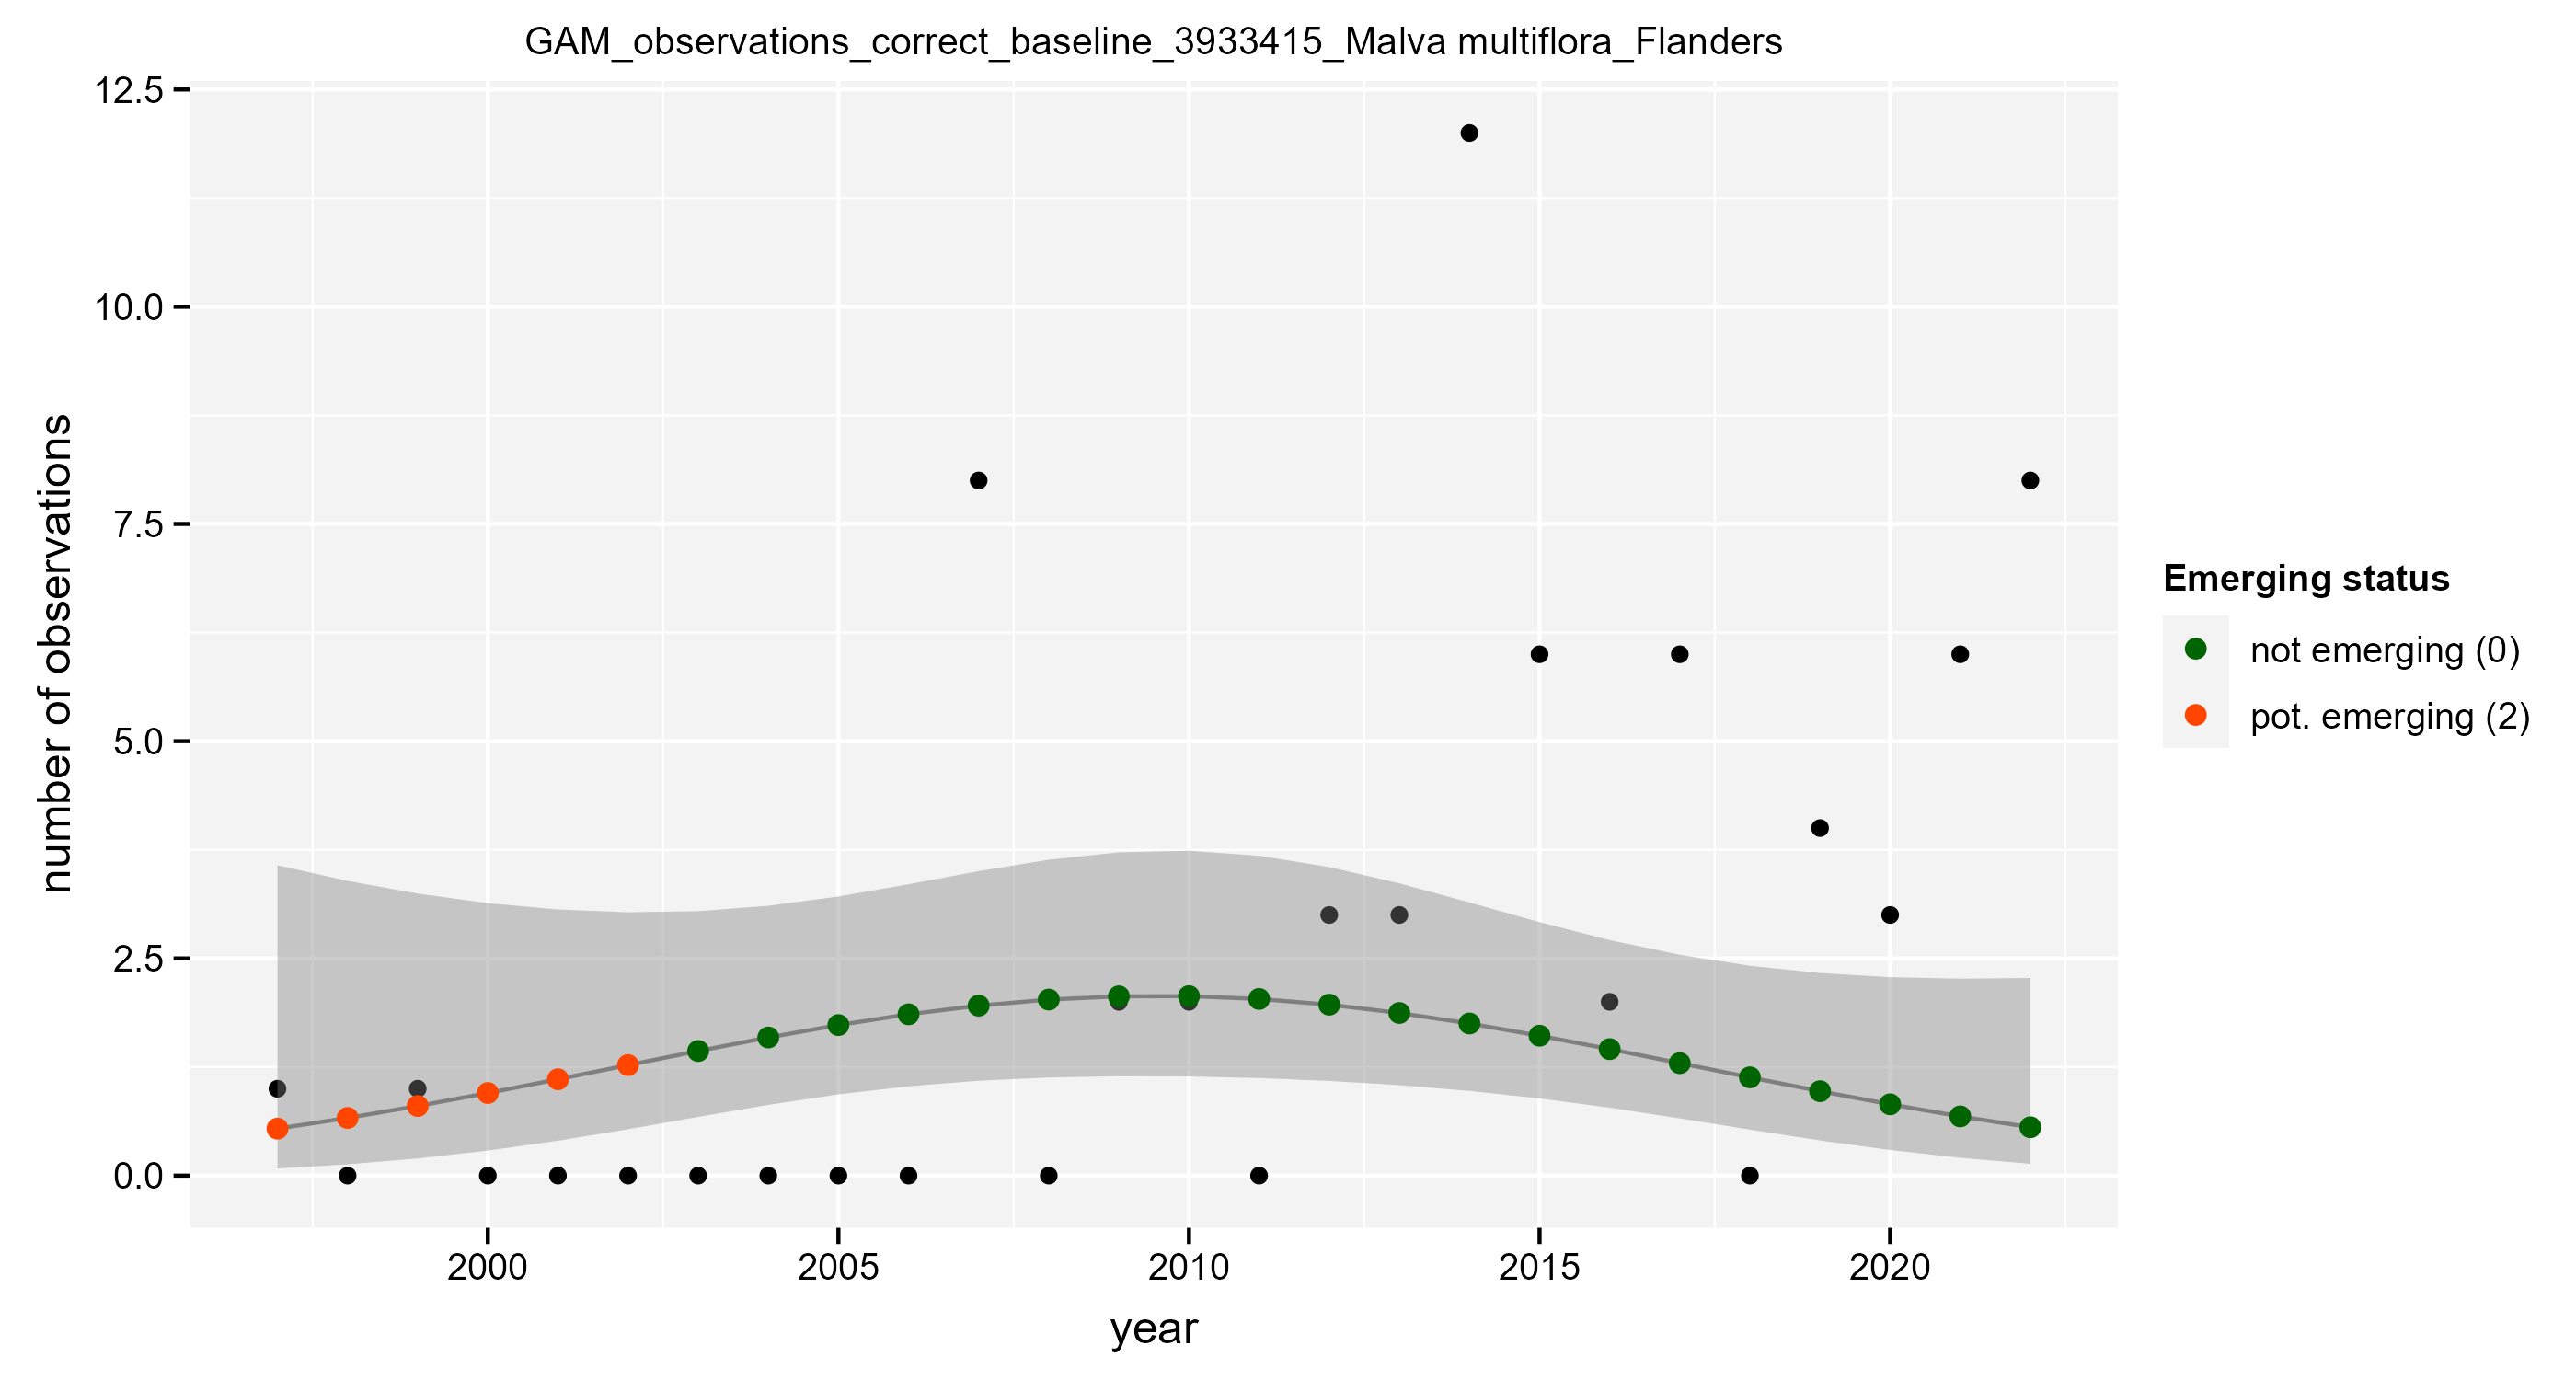 GAM_observations_correct_baseline_3933415_Malva multiflora_Flanders
12.5
10.0
7.5
5.0
2.5
0.0
number of observations
2000
2005
2010
2015
2020
year
Emerging status
not emerging (0)
pot. emerging (2)